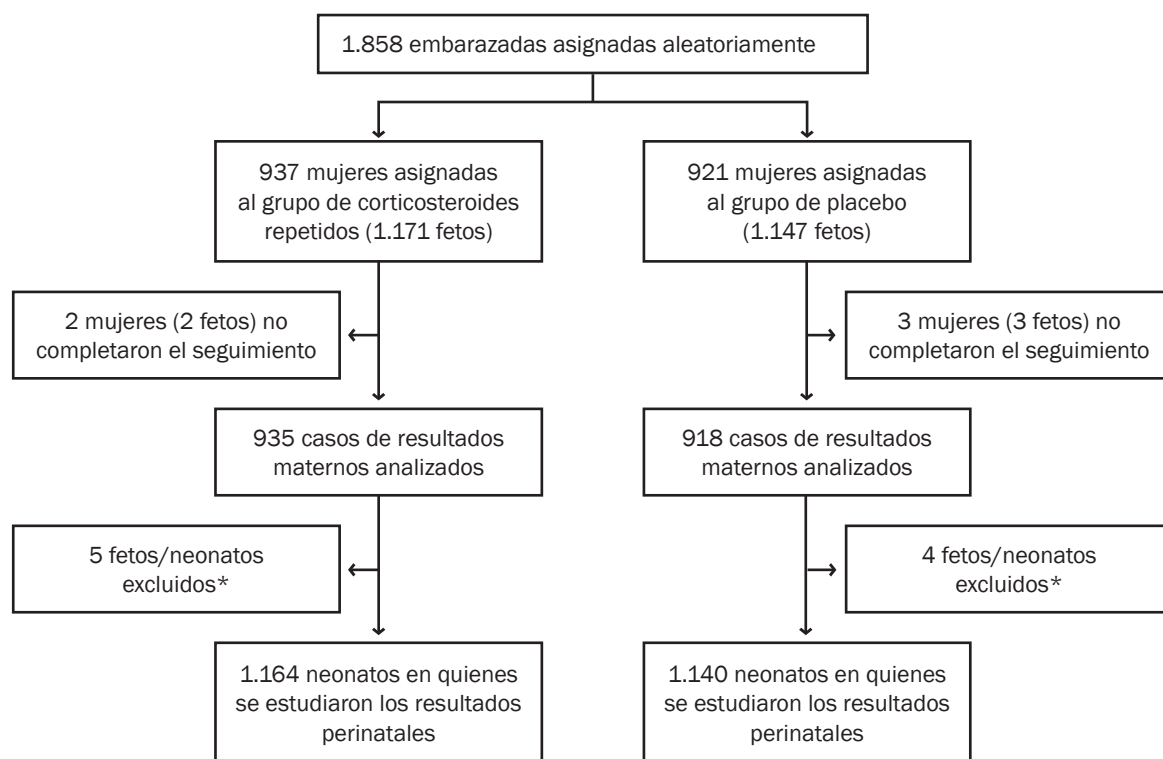 1.858 embarazadas asignadas aleatoriamente
937 mujeres asignadas
al grupo de corticosteroides
repetidos (1.171 fetos)
921 mujeres asignadas
al grupo de placebo
(1.147 fetos)
2 mujeres (2 fetos) no
completaron el seguimiento
3 mujeres (3 fetos) no
completaron el seguimiento
935 casos de resultados
maternos analizados
918 casos de resultados
maternos analizados
5 fetos/neonatos
excluidos*
4 fetos/neonatos
excluidos*
1.164 neonatos en quienes
se estudiaron los resultados
perinatales
1.140 neonatos en quienes
se estudiaron los resultados
perinatales